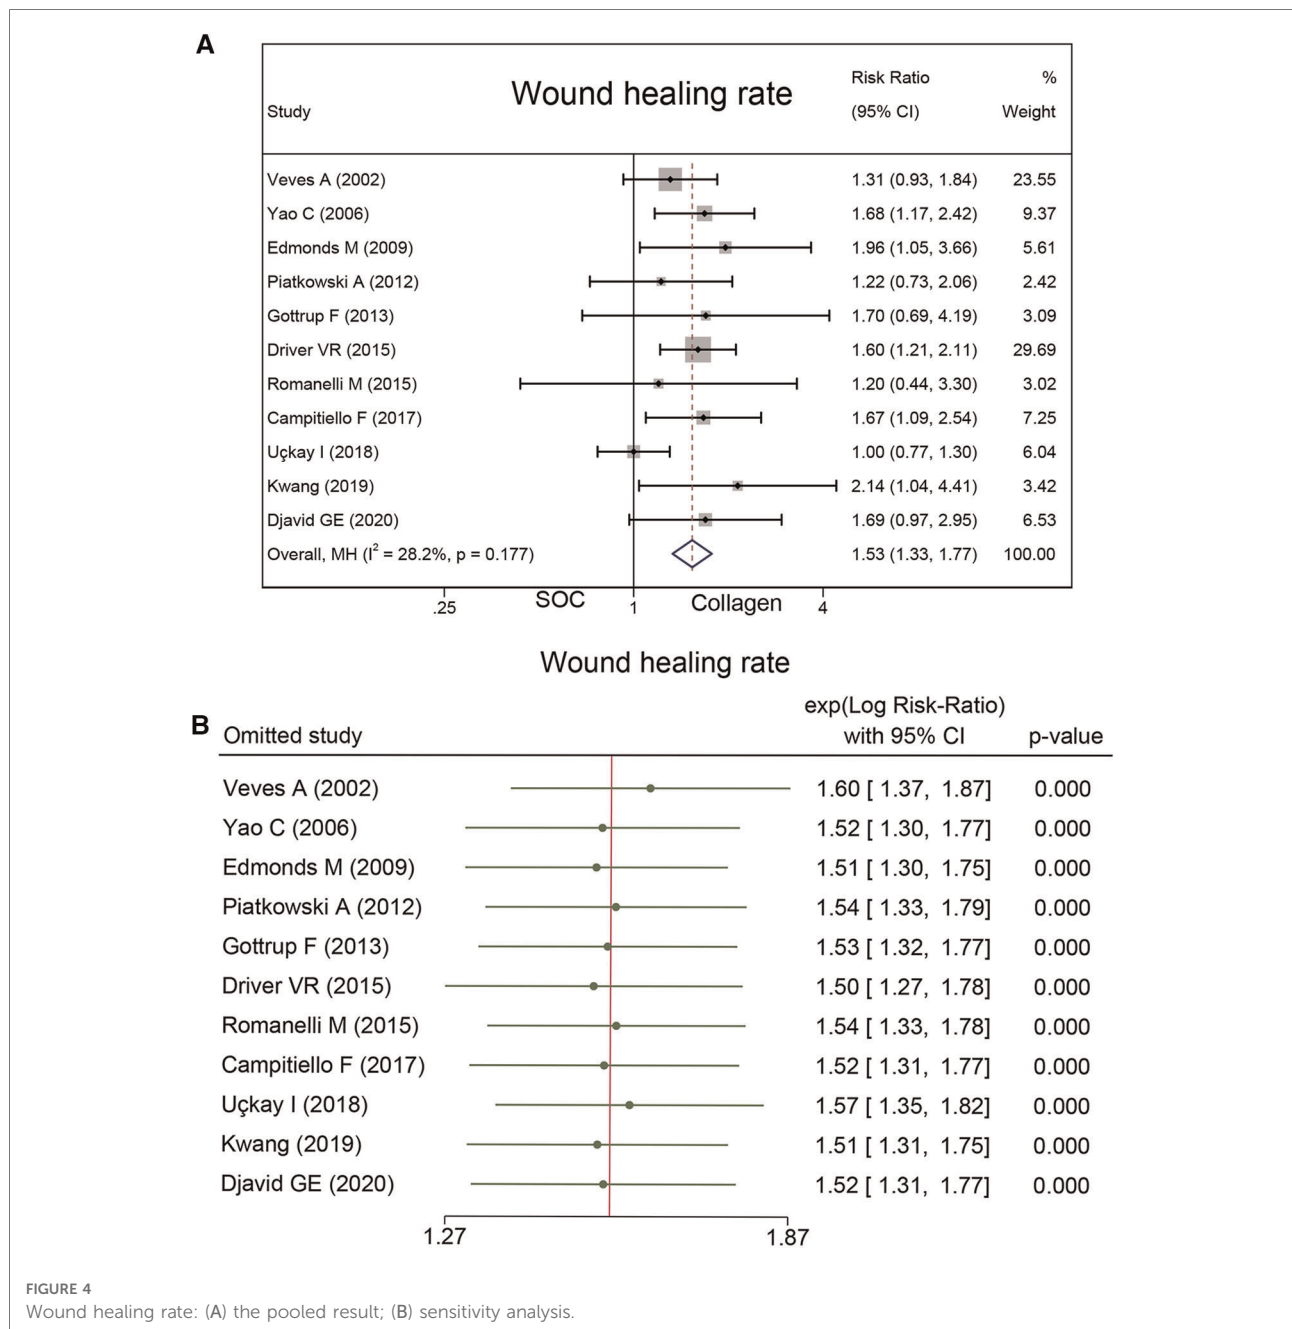 A
Wound healing rate
Risk Ratio %
Study (95% CI) Weight
Veves A (2002) 1.31 (0.93, 1.84) 23.55
Yao C (2006) 1.68 (1.17, 2.42) 9.37
Edmonds M (2009) 1.96 (1.05, 3.66) 5.61
Piatkowski A (2012) 1.22 (0.73, 2.06) 2.42
Gottrup F (2013) 1.70 (0.69, 4.19) 3.09
Driver VR (2015) 1.60 (1.21, 2.11) 29.69
Romanelli M (2015) 1.20 (0.44, 3.30) 3.02
Campitiello F (2017) 1.67 (1.09, 2.54) 7.25
Uçkay I (2018) 1.00 (0.77, 1.30) 6.04
Kwang (2019) 2.14 (1.04, 4.41) 3.42
Djavid GE (2020) 1.69 (0.97, 2.95) 6.53
Overall, MH (I² = 28.2%, p = 0.177) 1.53 (1.33, 1.77) 100.00
.25 SOC 1 Collagen 4
Wound healing rate
B
exp(Log Risk-Ratio)
Omitted study with 95% CI p-value
Veves A (2002) 1.60 [ 1.37, 1.87] 0.000
Yao C (2006) 1.52 [ 1.30, 1.77] 0.000
Edmonds M (2009) 1.51 [ 1.30, 1.75] 0.000
Piatkowski A (2012) 1.54 [ 1.33, 1.79] 0.000
Gottrup F (2013) 1.53 [ 1.32, 1.77] 0.000
Driver VR (2015) 1.50 [ 1.27, 1.78] 0.000
Romanelli M (2015) 1.54 [ 1.33, 1.78] 0.000
Campitiello F (2017) 1.52 [ 1.31, 1.77] 0.000
Uçkay I (2018) 1.57 [ 1.35, 1.82] 0.000
Kwang (2019) 1.51 [ 1.31, 1.75] 0.000
Djavid GE (2020) 1.52 [ 1.31, 1.77] 0.000
1.27 1.87
FIGURE 4
Wound healing rate: (A) the pooled result; (B) sensitivity analysis.